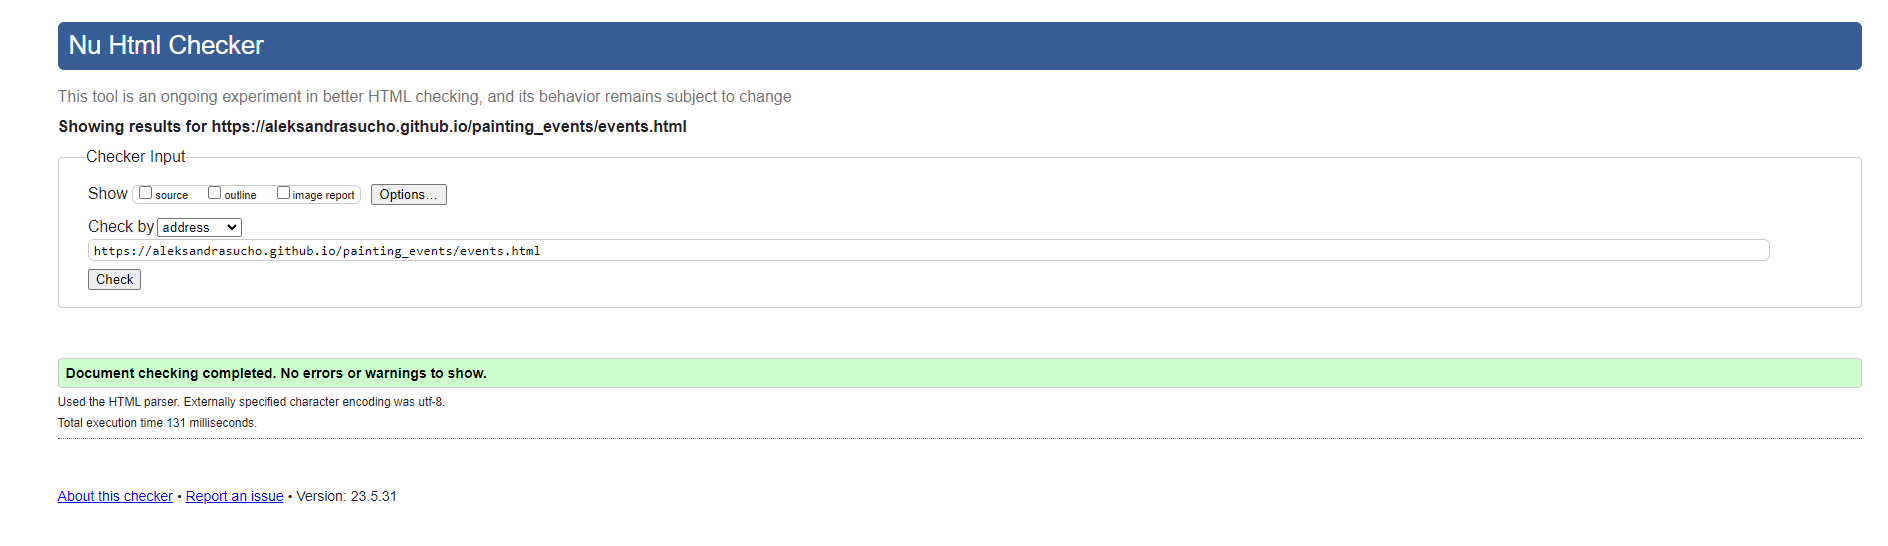 Nu Html Checker
This tool is an ongoing experiment in better HTML checking, and its behavior remains subject to change
Showing results for https://aleksandrasucho.github.io/painting_events/events.html
Checker Input
Show source outline image report Options...
Check by address
https://aleksandrasucho.github.io/painting_events/events.html
Check
Document checking completed. No errors or warnings to show.
Used the HTML parser. Externally specified character encoding was utf-8.
Total execution time 131 milliseconds.
About this checker • Report an issue • Version: 23.5.31